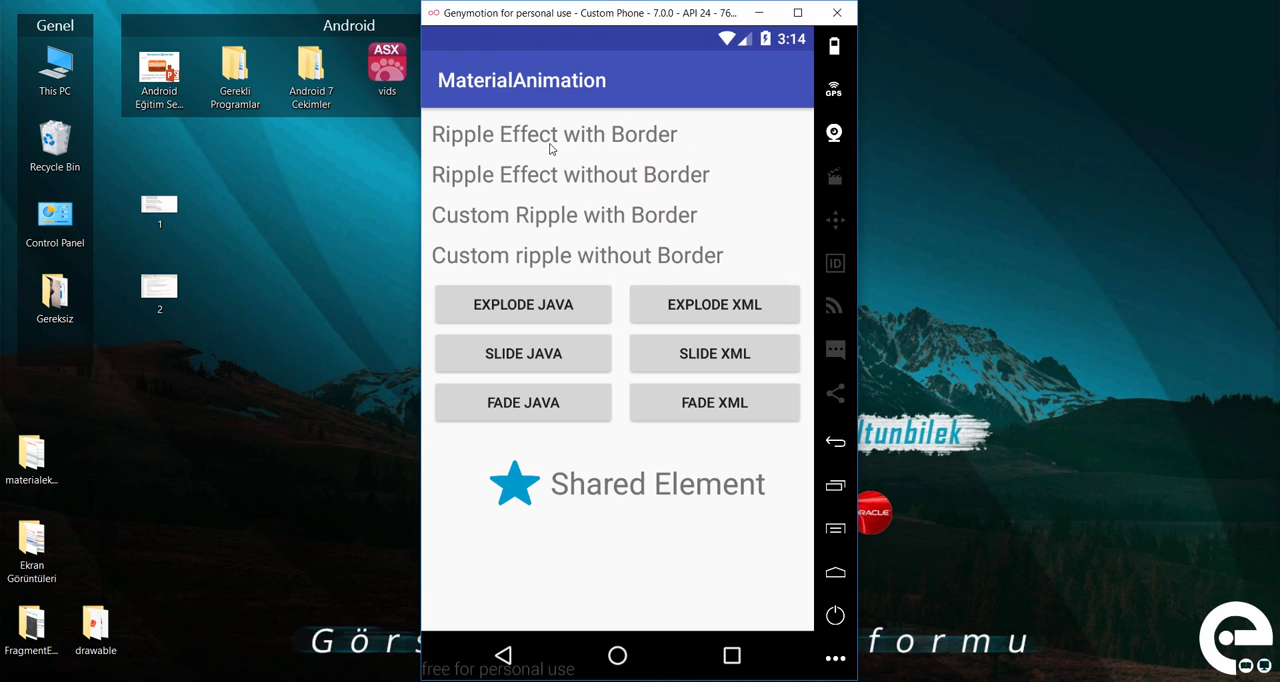 Genel
This PC
Recycle Bin
Control Panel
Gereksiz
materialek...
Ekran
Görüntüleri
FragmentE...
drawable
Android
Android
Eğitim Se...
Gerekli
Programlar
Android 7
Cekimler
ASX
vids
1
2
Genymotion for personal use - Custom Phone - 7.0.0 - API 24 - 76...
3:14
MaterialAnimation
Ripple Effect with Border
Ripple Effect without Border
Custom Ripple with Border
Custom ripple without Border
EXPLODE JAVA
EXPLODE XML
SLIDE JAVA
SLIDE XML
FADE JAVA
FADE XML
Shared Element
free for personal use
GPS
ID
ltunbilek
ORACLE
Görs
formu